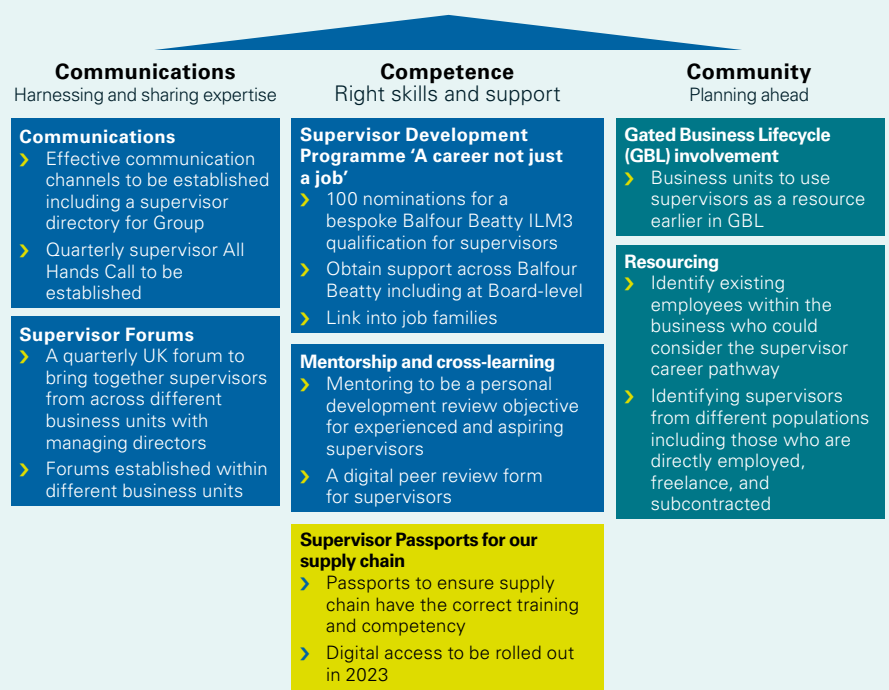 Communications
Harnessing and sharing expertise
Communications
Effective communication
channels to be established
including a supervisor
directory for Group
Quarterly supervisor All
Hands Call to be
established
Supervisor Forums
A quarterly UK forum to
bring together supervisors
from across different
business units with
managing directors
Forums established within
different business units
Competence
Right skills and support
Supervisor Development
Programme ‘A career not just
a job’
100 nominations for a
bespoke Balfour Beatty ILM3
qualification for supervisors
Obtain support across Balfour
Beatty including at Board-level
Link into job families
Mentorship and cross-learning
Mentoring to be a personal
development review objective
for experienced and aspiring
supervisors
A digital peer review form
for supervisors
Supervisor Passports for our
supply chain
Passports to ensure supply
chain have the correct training
and competency
Digital access to be rolled out
in 2023
Community
Planning ahead
Gated Business Lifecycle
(GBL) involvement
Business units to use
supervisors as a resource
earlier in GBL
Resourcing
Identify existing
employees within the
business who could
consider the supervisor
career pathway
Identifying supervisors
from different populations
including those who are
directly employed,
freelance, and
subcontracted